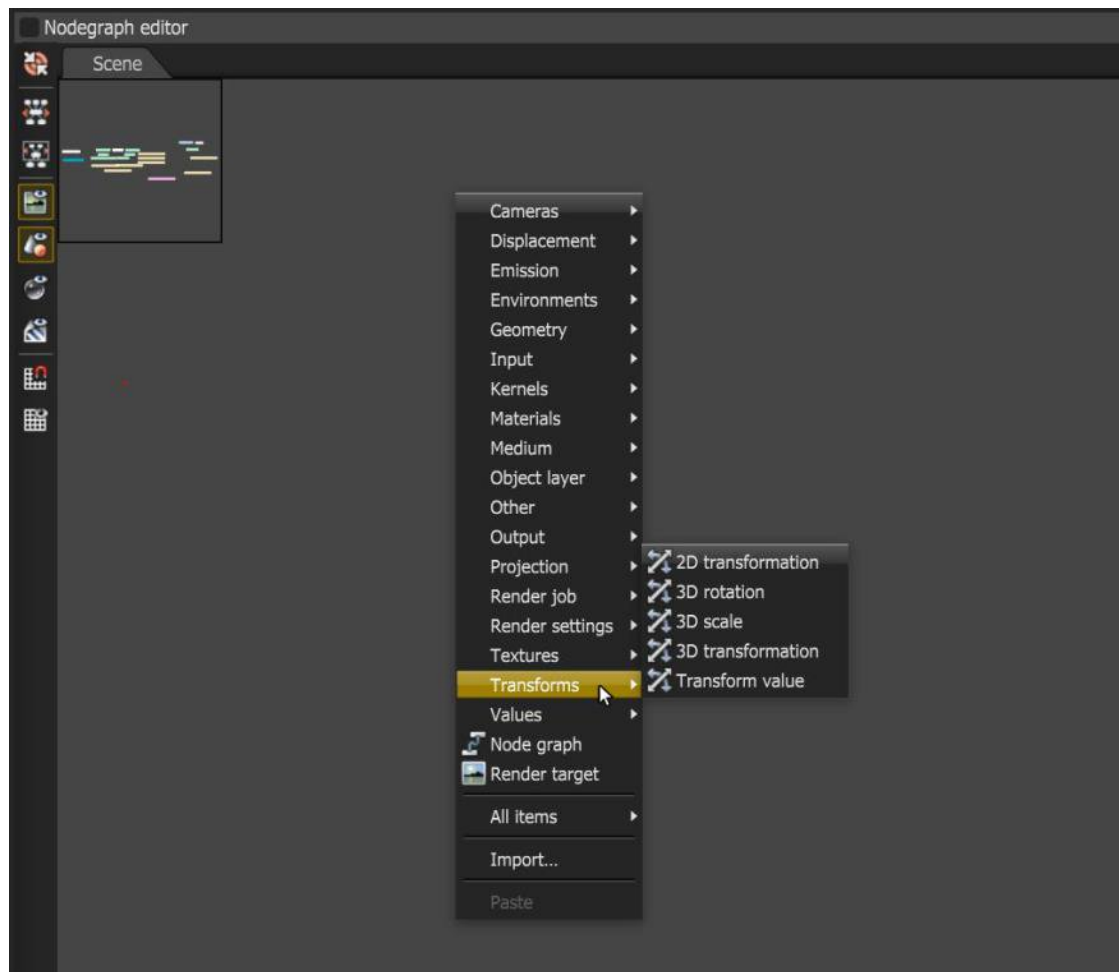 Nodegraph editor
Scene
Cameras
Displacement
Emission
Environments
Geometry
Input
Kernels
Materials
Medium
Object layer
Other
Output
Projection
Render job
Render settings
Textures
Transforms
Values
Node graph
Render target
All items
Import...
Paste
2D transformation
3D rotation
3D scale
3D transformation
Transform value